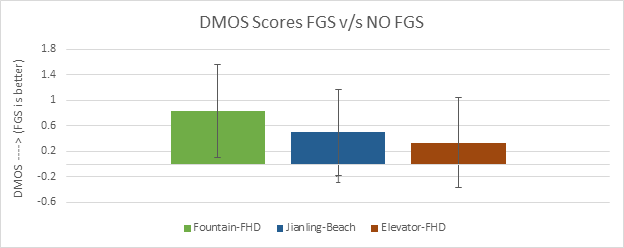 DMOS Scores FGS v/s NO FGS
DMOS ----> (FGS is better)
1.8
1.4
1
0.6
0.2
-0.2
-0.6
Fountain-FHD Jianling-Beach Elevator-FHD